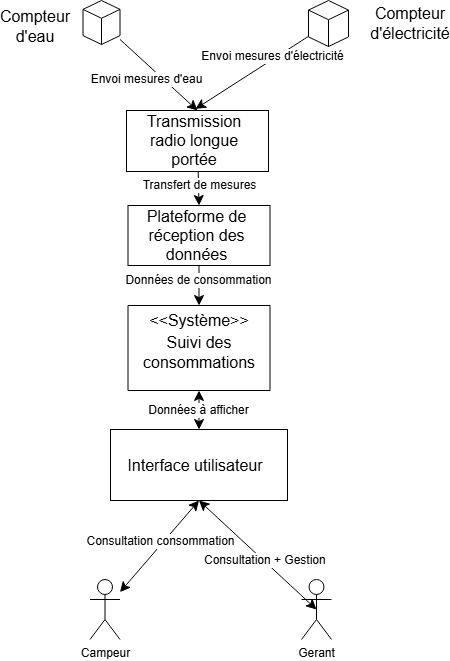 Compteur
d'eau
Compteur
d'électricité
Envoi mesures d'électricité
Envoi mesures d'eau
Transmission
radio longue
portée
Transfert de mesures
Plateforme de
réception des
données
Données de consommation
<<Système>>
Suivi des
consommations
Données à afficher
Interface utilisateur
Consultation consommation
Consultation + Gestion
Campeur
Gerant